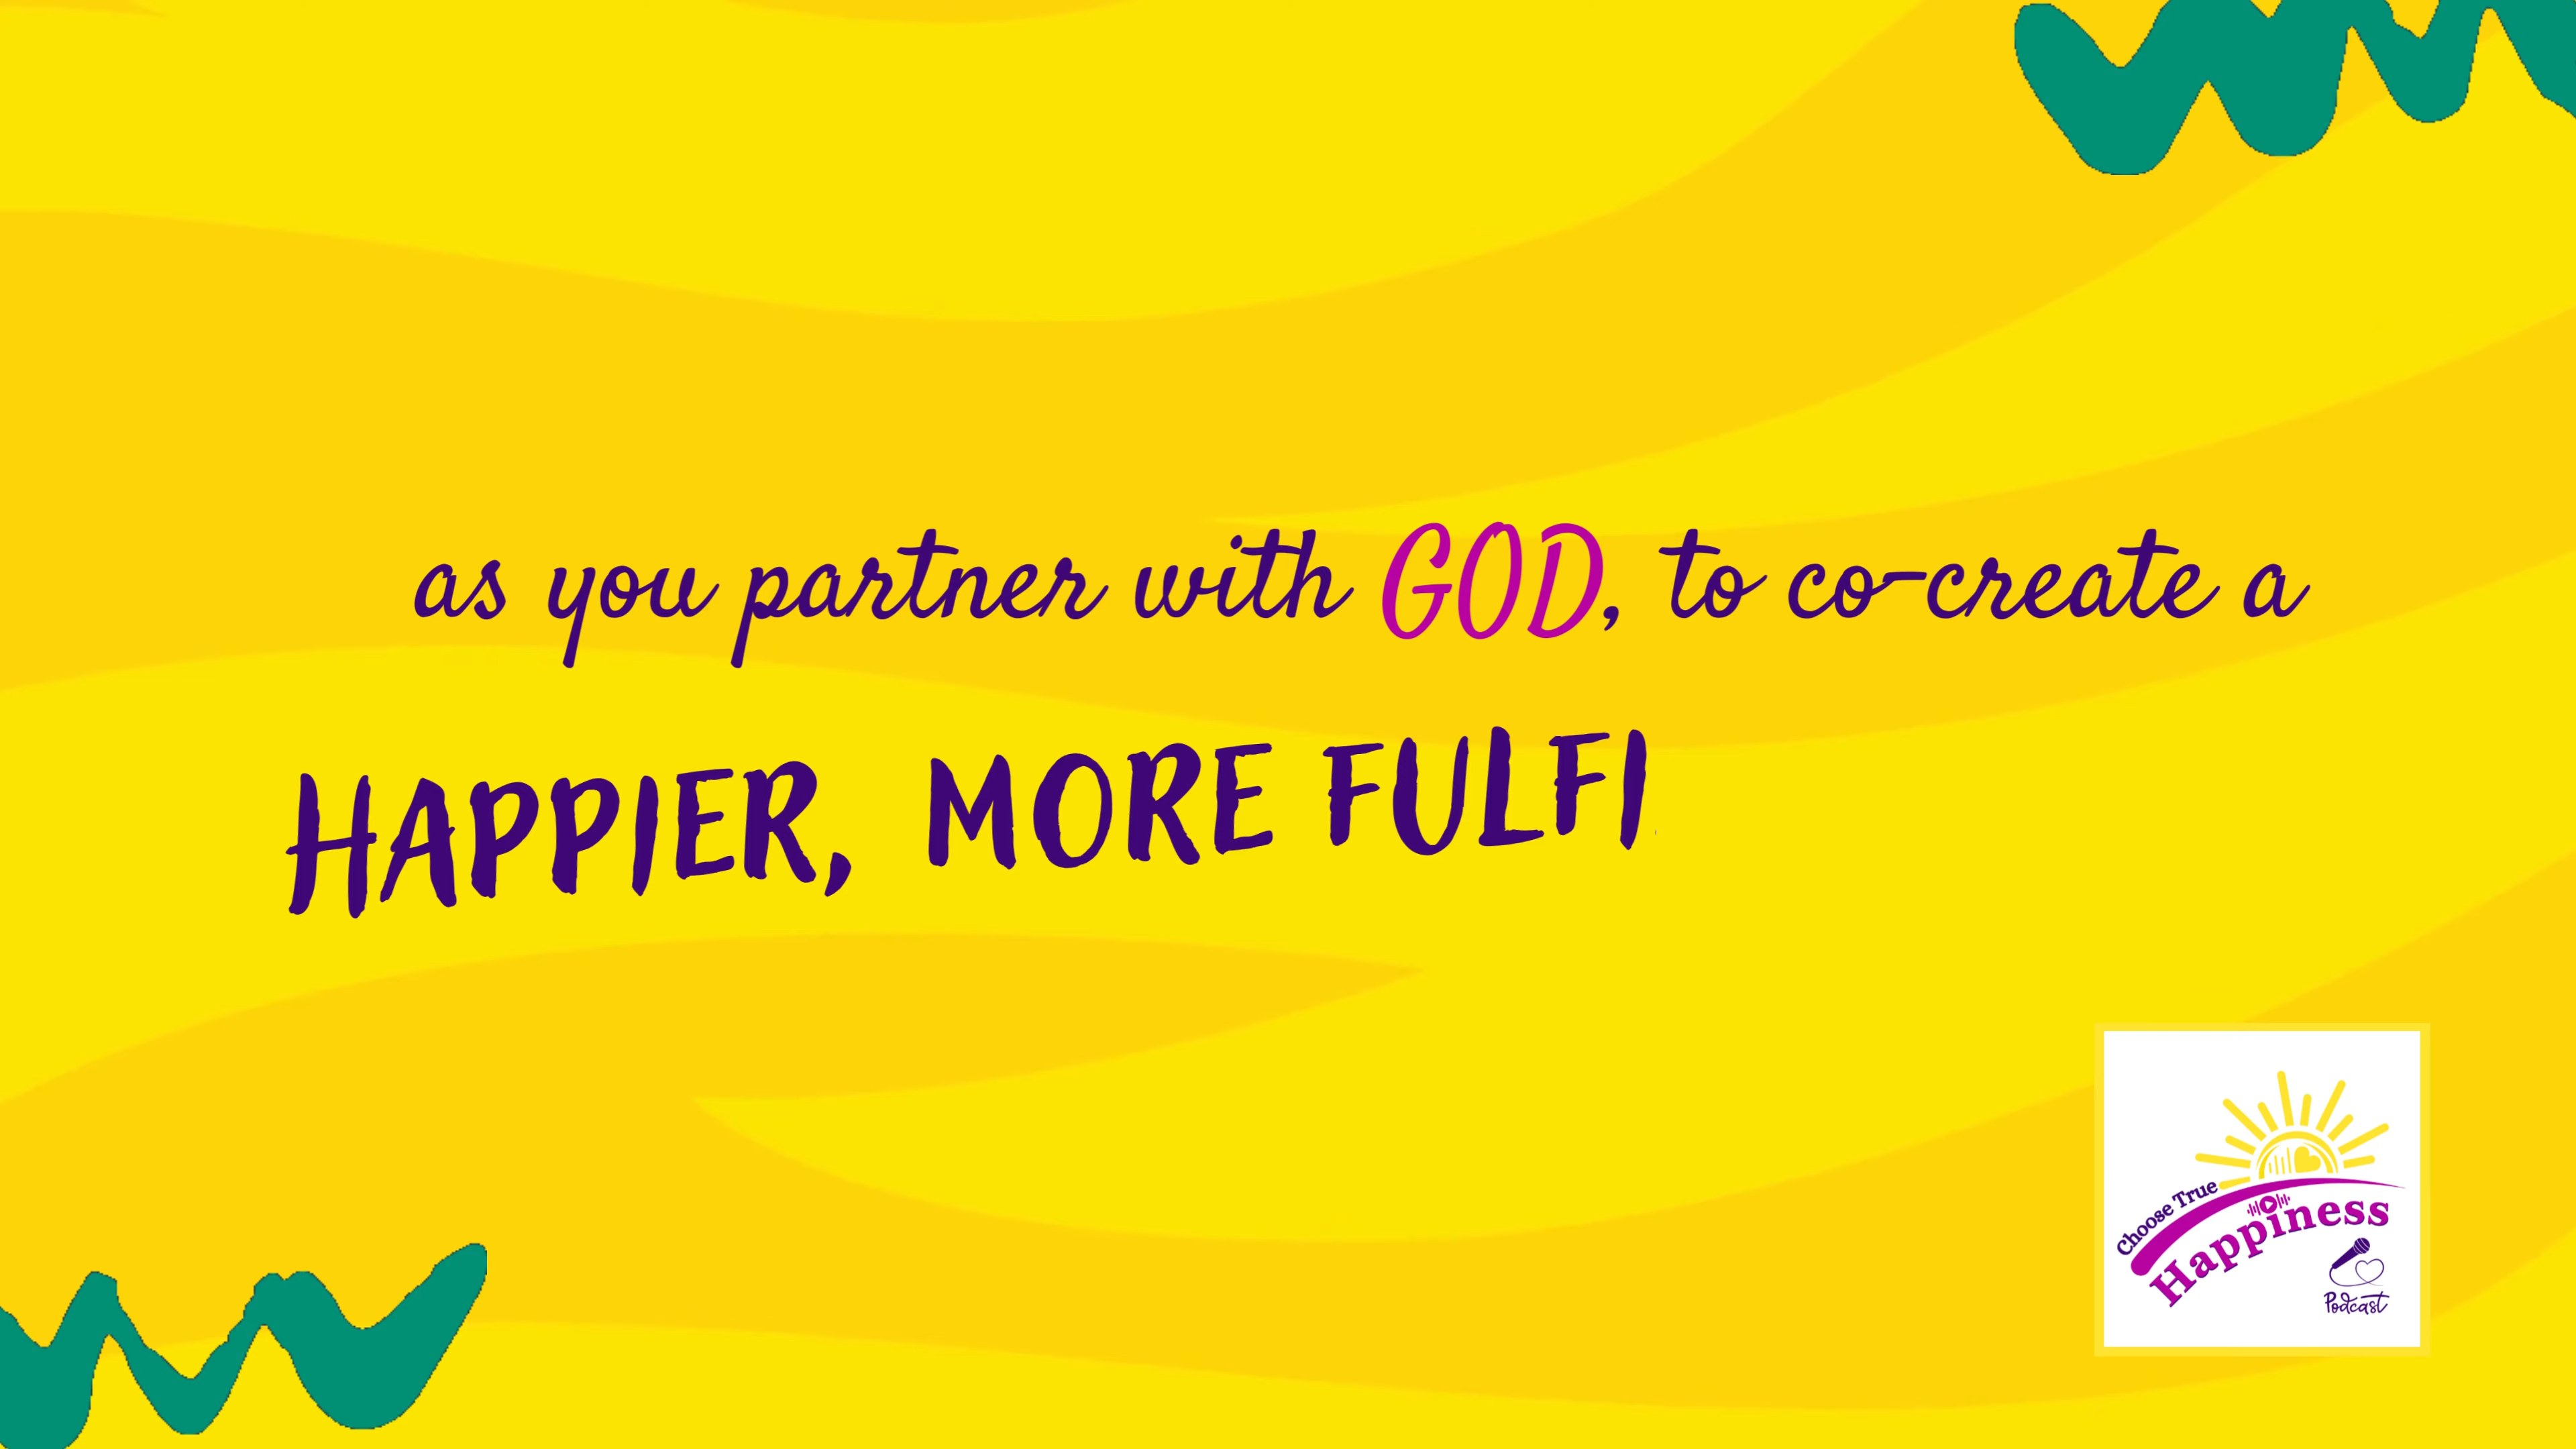 as you partner with GOD, to co-create a
HAPPIER, MORE FULFI
Choose True
Happiness
Podcast